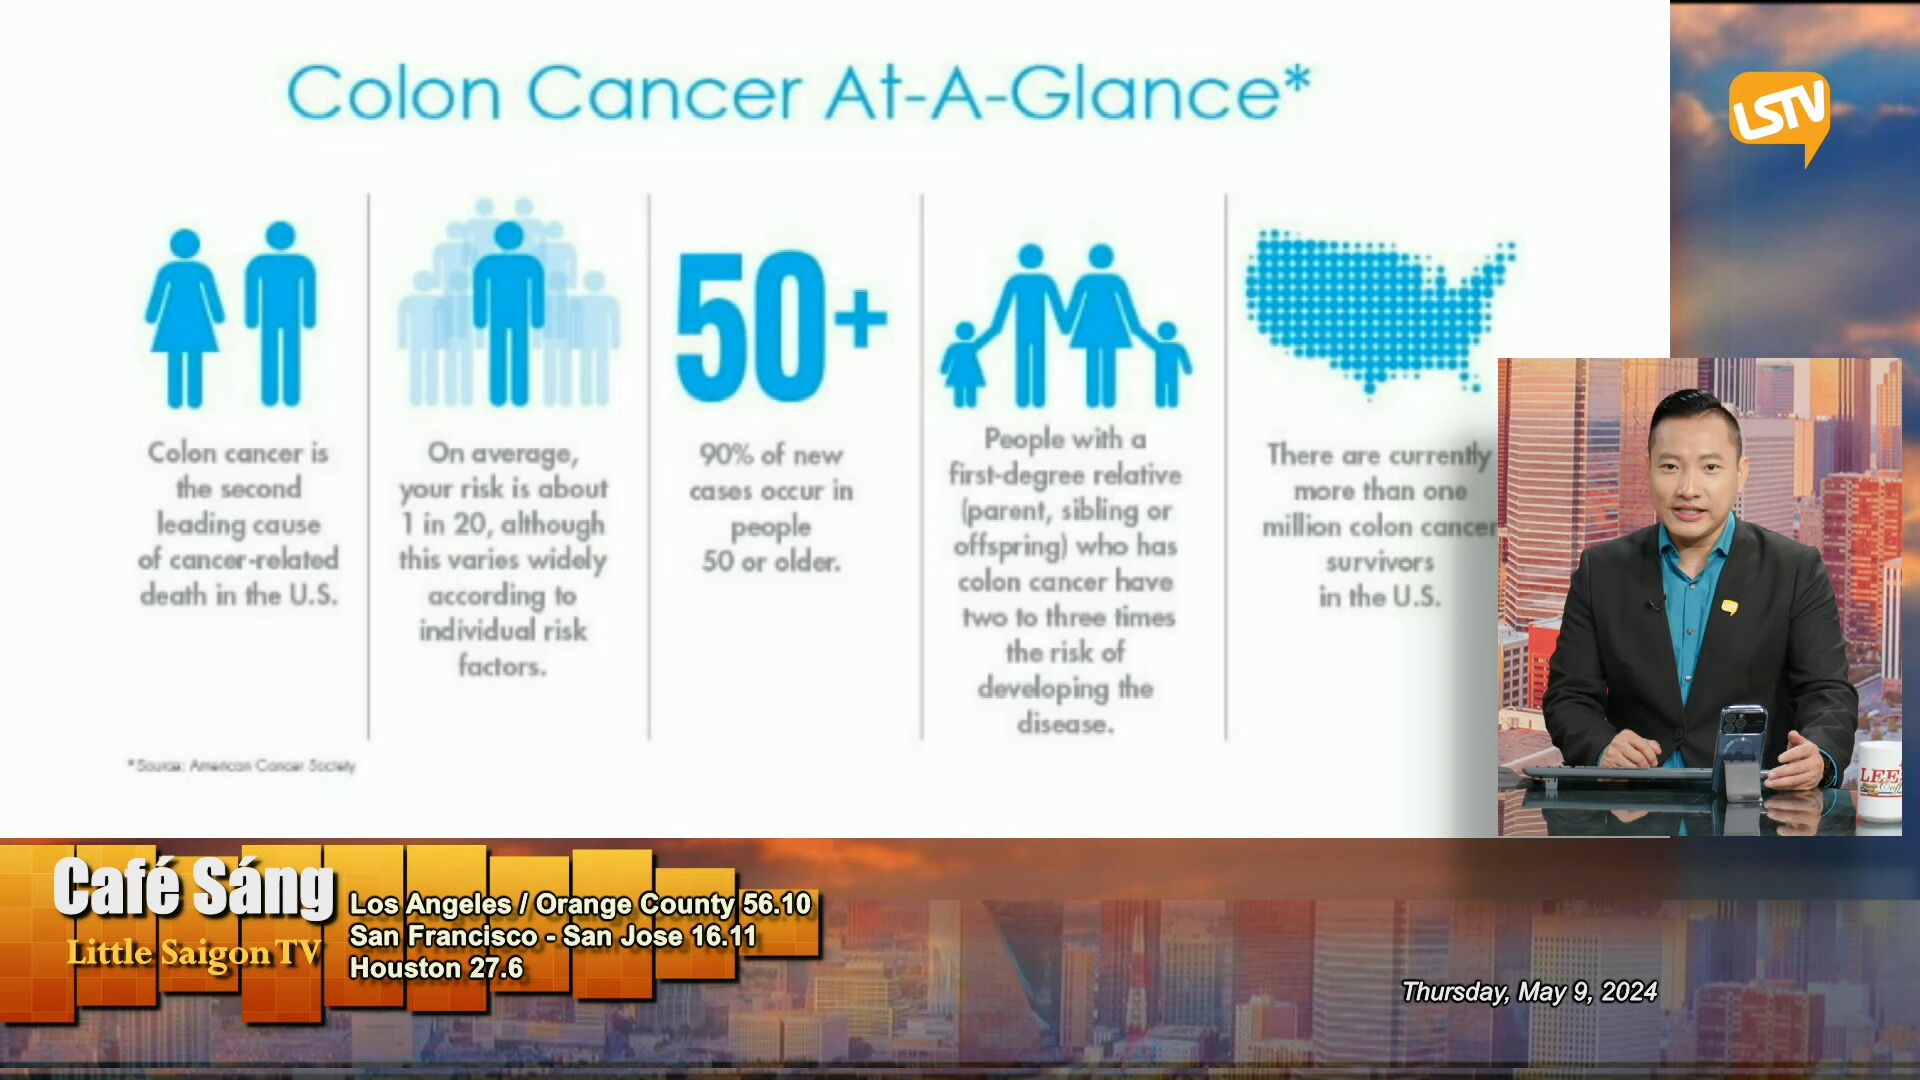 Colon Cancer At-A-Glance*
LSTV
50+
Colon cancer is
the second
leading cause
of cancer-related
death in the U.S.
On average,
your risk is about
1 in 20, although
this varies widely
according to
individual risk
factors.
90% of new
cases occur in
people
50 or older.
People with a
first-degree relative
(parent, sibling or
offspring) who has
colon cancer have
two to three times
the risk of
developing the
disease.
There are currently
more than one
million colon cancer
survivors
in the U.S.
*Source: American Cancer Society
LEE
Café Sáng
Little Saigon TV
Los Angeles / Orange County 56.10
San Francisco - San Jose 16.11
Houston 27.6
Thursday, May 9, 2024